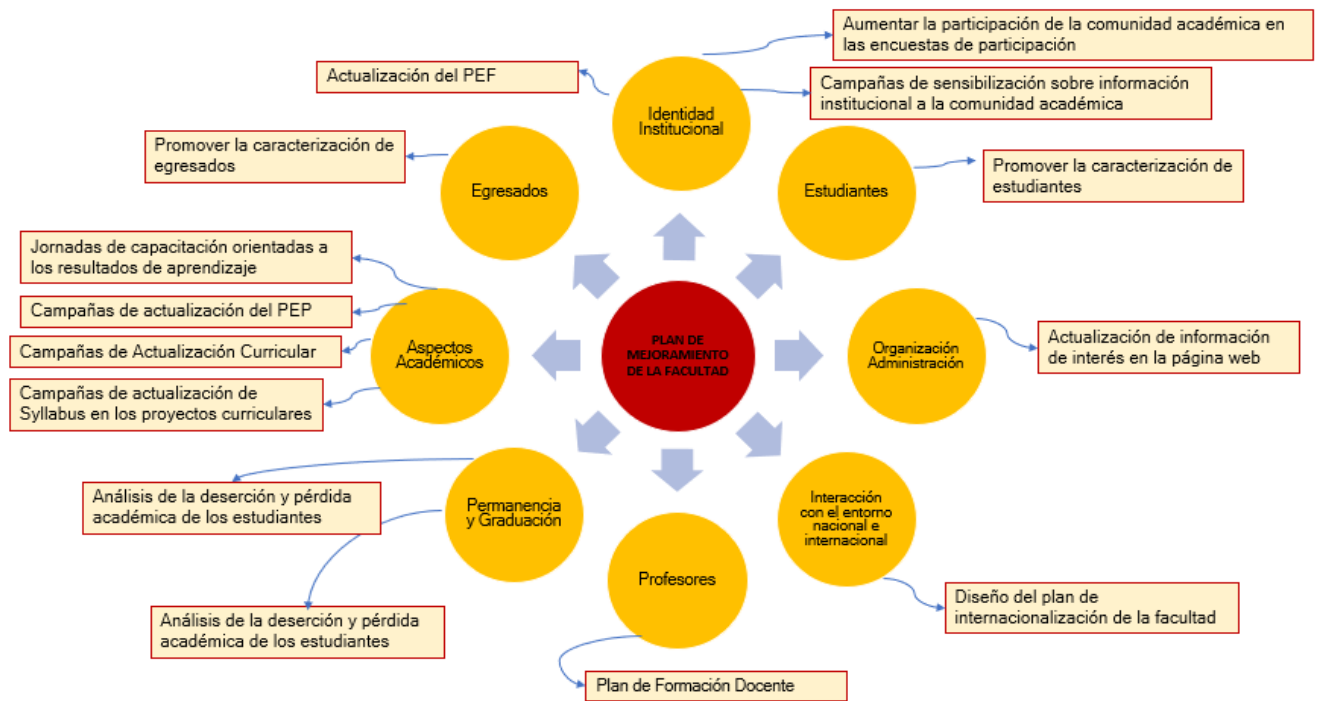 Aumentar la participación de la comunidad académica en
las encuestas de participación
Actualización del PEF
Campañas de sensibilización sobre información
institucional a la comunidad académica
Identidad
Institucional
Promover la caracterización de
egresados
Egresados
Estudiantes
Promover la caracterización de
estudiantes
Jornadas de capacitación orientadas a
los resultados de aprendizaje
Campañas de actualización del PEP
Campañas de Actualización Curricular
Campañas de actualización de
Syllabus en los proyectos curriculares
Aspectos
Académicos
PLAN DE
MEJORAMIENTO
DE LA FACULTAD
Organización
Administración
Actualización de información
de interés en la página web
Análisis de la deserción y pérdida
académica de los estudiantes
Permanencia
y Graduación
Interacción
con el entorno
nacional e
internacional
Análisis de la deserción y pérdida
académica de los estudiantes
Profesores
Diseño del plan de
internacionalización de la facultad
Plan de Formación Docente